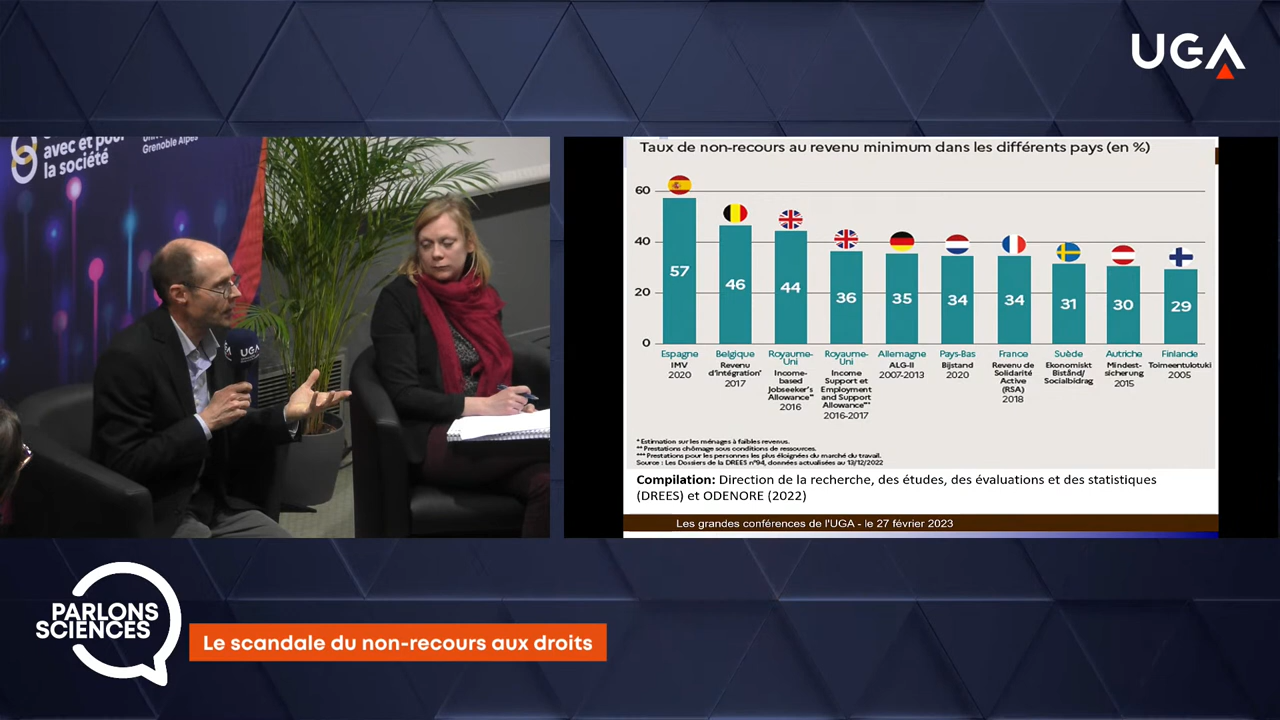 UGA
avec et pour
la société
Grenoble Alpes
UGA
Taux de non-recours au revenu minimum dans les différents pays (en %)
60
40
20
0
57
46
44
36
35
34
34
31
30
29
Espagne
IMV
2020
Belgique
Revenu
d'intégration*
2017
Royaume-
Uni
Income-
based
Jobseeker's
Allowance**
2016
Royaume-
Uni
Income
Support et
Employment
and Support
Allowance***
2016-2017
Allemagne
ALG-II
2007-2013
Pays-Bas
Bijstand
2020
France
Revenu de
Solidarité
Active
(RSA)
2018
Suède
Ekonomiskt
Bistånd/
Socialbidrag
Autriche
Mindest-
sicherung
2015
Finlande
Toimeentulotuki
2005
* Estimation sur les ménages à faibles revenus.
** Prestations chômage sous conditions de ressources.
*** Prestations pour les personnes les plus éloignées du marché du travail.
Source : Les Dossiers de la DREES n°94, données actualisées au 13/12/2022
Compilation: Direction de la recherche, des études, des évaluations et des statistiques
(DREES) et ODENORE (2022)
Les grandes conférences de l'UGA - le 27 février 2023
PARLONS
SCIENCES
Le scandale du non-recours aux droits